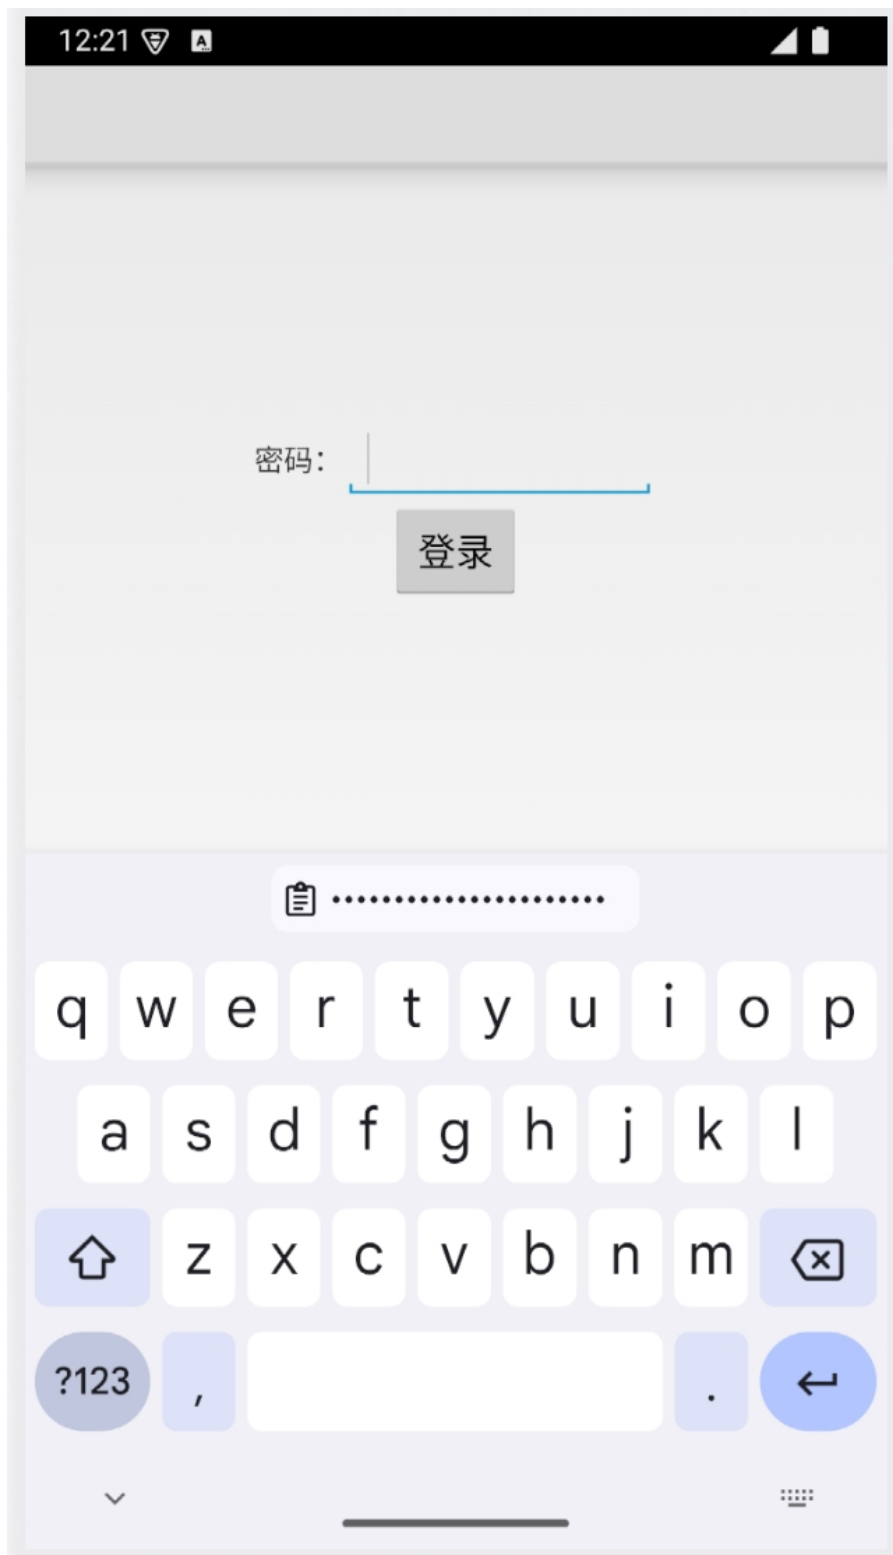 12:21
密码：
登录
••••••••••••••••••••••
q w e r t y u i o p
a s d f g h j k l
z x c v b n m
?123 , .